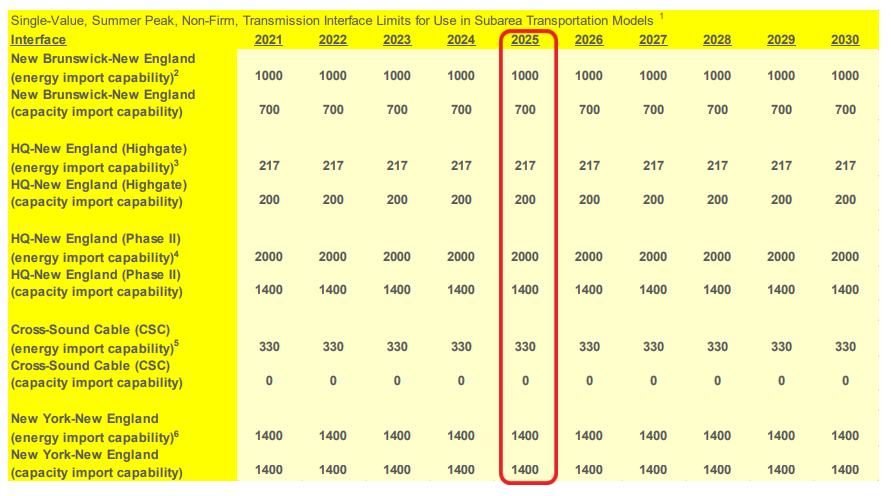 Single-Value, Summer Peak, Non-Firm, Transmission Interface Limits for Use in Subarea Transportation Models 1
Interface 2021 2022 2023 2024 2025 2026 2027 2028 2029 2030
New Brunswick-New England
(energy import capability)2 1000 1000 1000 1000 1000 1000 1000 1000 1000 1000
New Brunswick-New England
(capacity import capability) 700 700 700 700 700 700 700 700 700 700
HQ-New England (Highgate)
(energy import capability)3 217 217 217 217 217 217 217 217 217 217
HQ-New England (Highgate)
(capacity import capability) 200 200 200 200 200 200 200 200 200 200
HQ-New England (Phase II)
(energy import capability)4 2000 2000 2000 2000 2000 2000 2000 2000 2000 2000
HQ-New England (Phase II)
(capacity import capability) 1400 1400 1400 1400 1400 1400 1400 1400 1400 1400
Cross-Sound Cable (CSC)
(energy import capability)5 330 330 330 330 330 330 330 330 330 330
Cross-Sound Cable (CSC)
(capacity import capability) 0 0 0 0 0 0 0 0 0 0
New York-New England
(energy import capability)6 1400 1400 1400 1400 1400 1400 1400 1400 1400 1400
New York-New England
(capacity import capability) 1400 1400 1400 1400 1400 1400 1400 1400 1400 1400